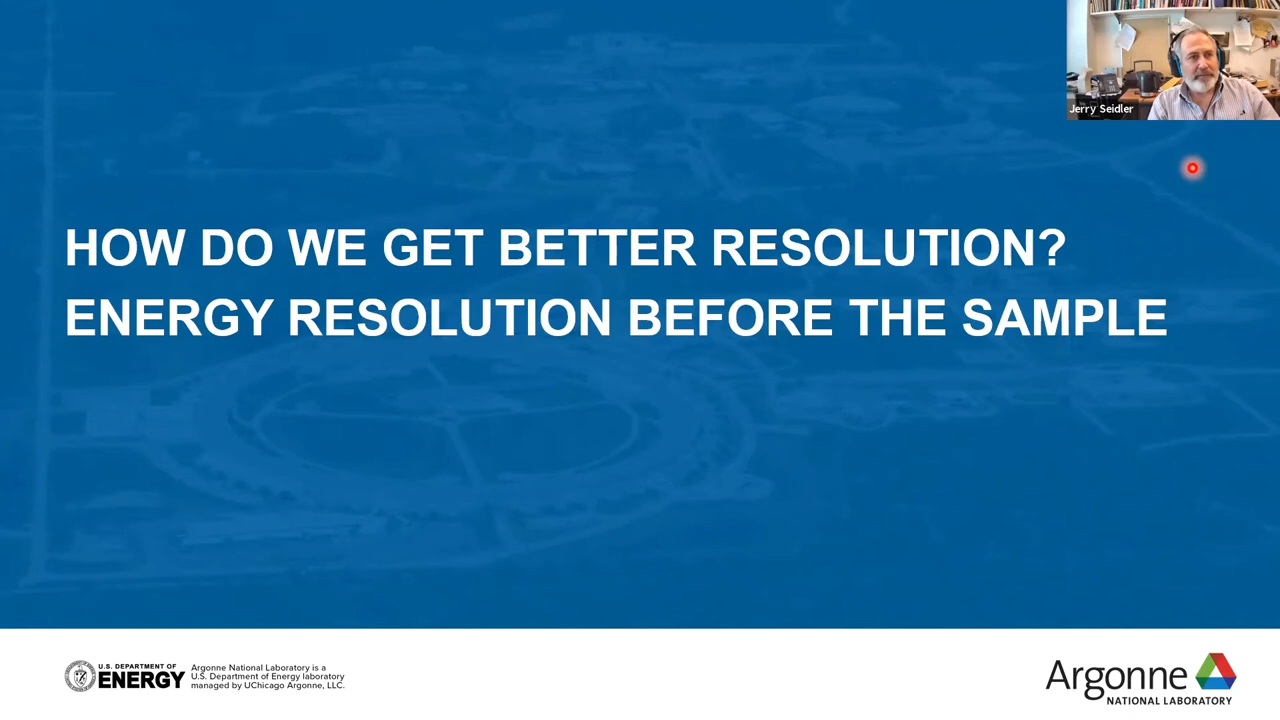 Jerry Seidler
HOW DO WE GET BETTER RESOLUTION?
ENERGY RESOLUTION BEFORE THE SAMPLE
U.S. DEPARTMENT OF
ENERGY
Argonne National Laboratory is a
U.S. Department of Energy laboratory
managed by UChicago Argonne, LLC.
Argonne
NATIONAL LABORATORY